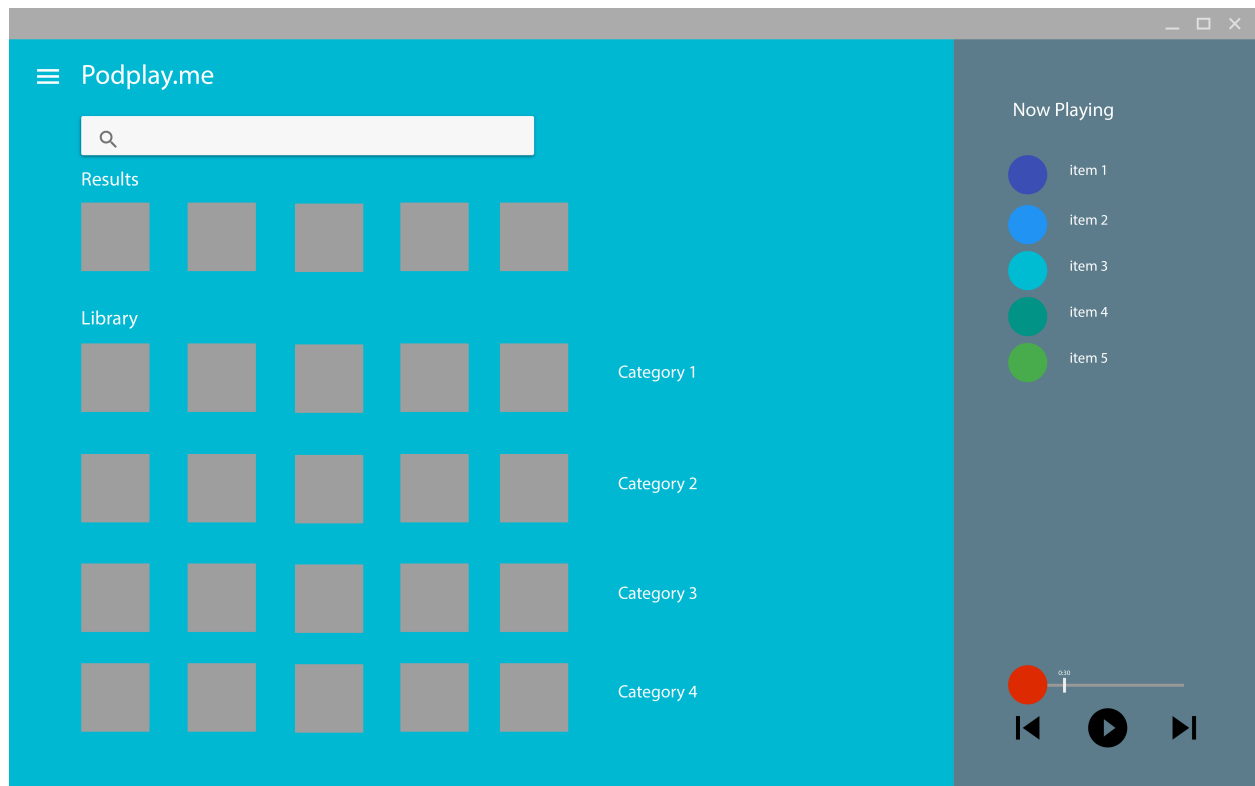 Podplay.me
Results
Library
Category 1
Category 2
Category 3
Category 4
Now Playing
item 1
item 2
item 3
item 4
item 5
0:30